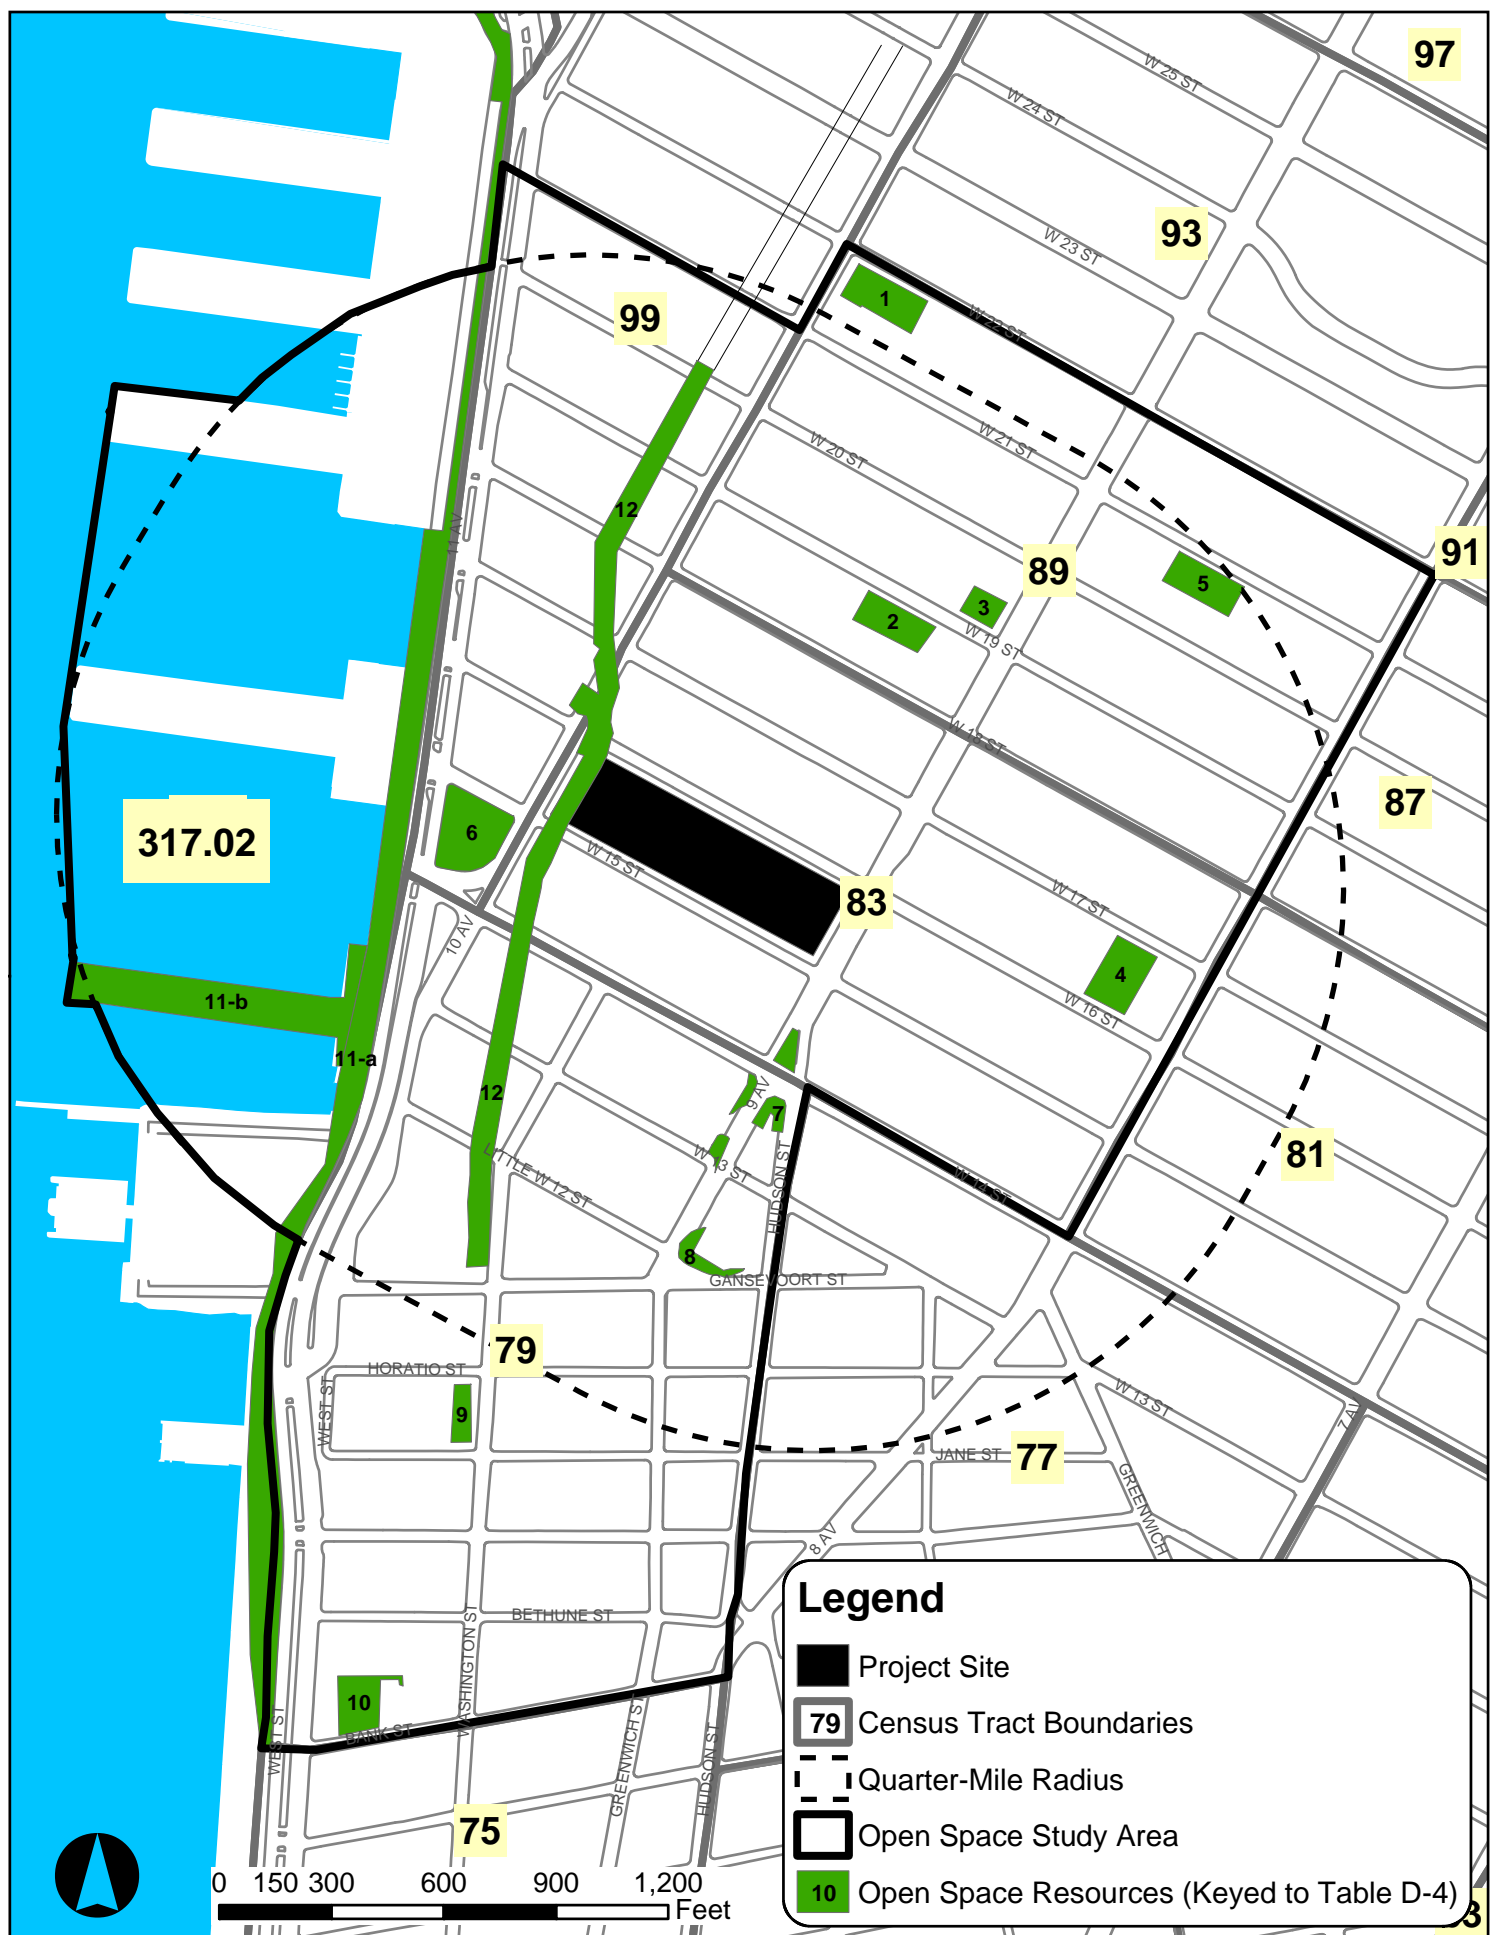 97
W 25 ST
W 24 ST
93
W 23 ST
1
99
W 22 ST
W 21 ST
W 20 ST
12
11 AV
91
89
5
3
2
W 19 ST
W 18 ST
87
6
317.02
W 15 ST
83
W 17 ST
10 AV
4
11-b
W 16 ST
11-a
12
9 AV
7
W 13 ST
LITTLE W 12 ST
HUDSON ST
W 14 ST
81
8
GANSEVOORT ST
79
HORATIO ST
WEST ST
9
W 13 ST
7 AV
JANE ST
77
GREENWICH
8 AV
BETHUNE ST
WASHINGTON ST
10
BANK ST
WEST ST
GREENWICH ST
HUDSON ST
75
Legend
Project Site
79 Census Tract Boundaries
Quarter-Mile Radius
Open Space Study Area
10 Open Space Resources (Keyed to Table D-4)
0 150 300 600 900 1,200
Feet